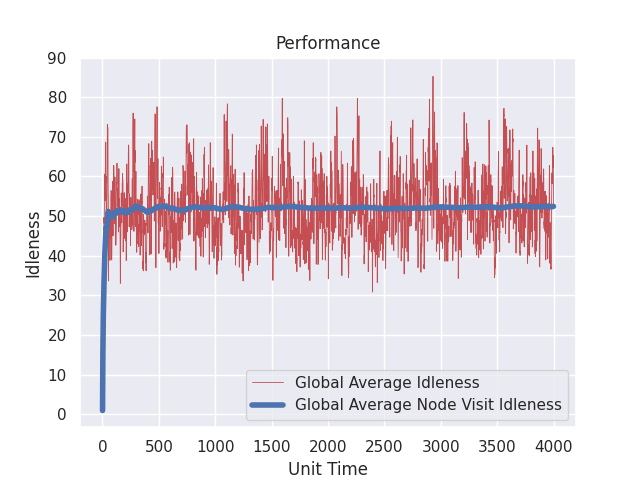 Performance
90
80
70
60
50
40
30
20
10
0
Idleness
Global Average Idleness
Global Average Node Visit Idleness
0 500 1000 1500 2000 2500 3000 3500 4000
Unit Time